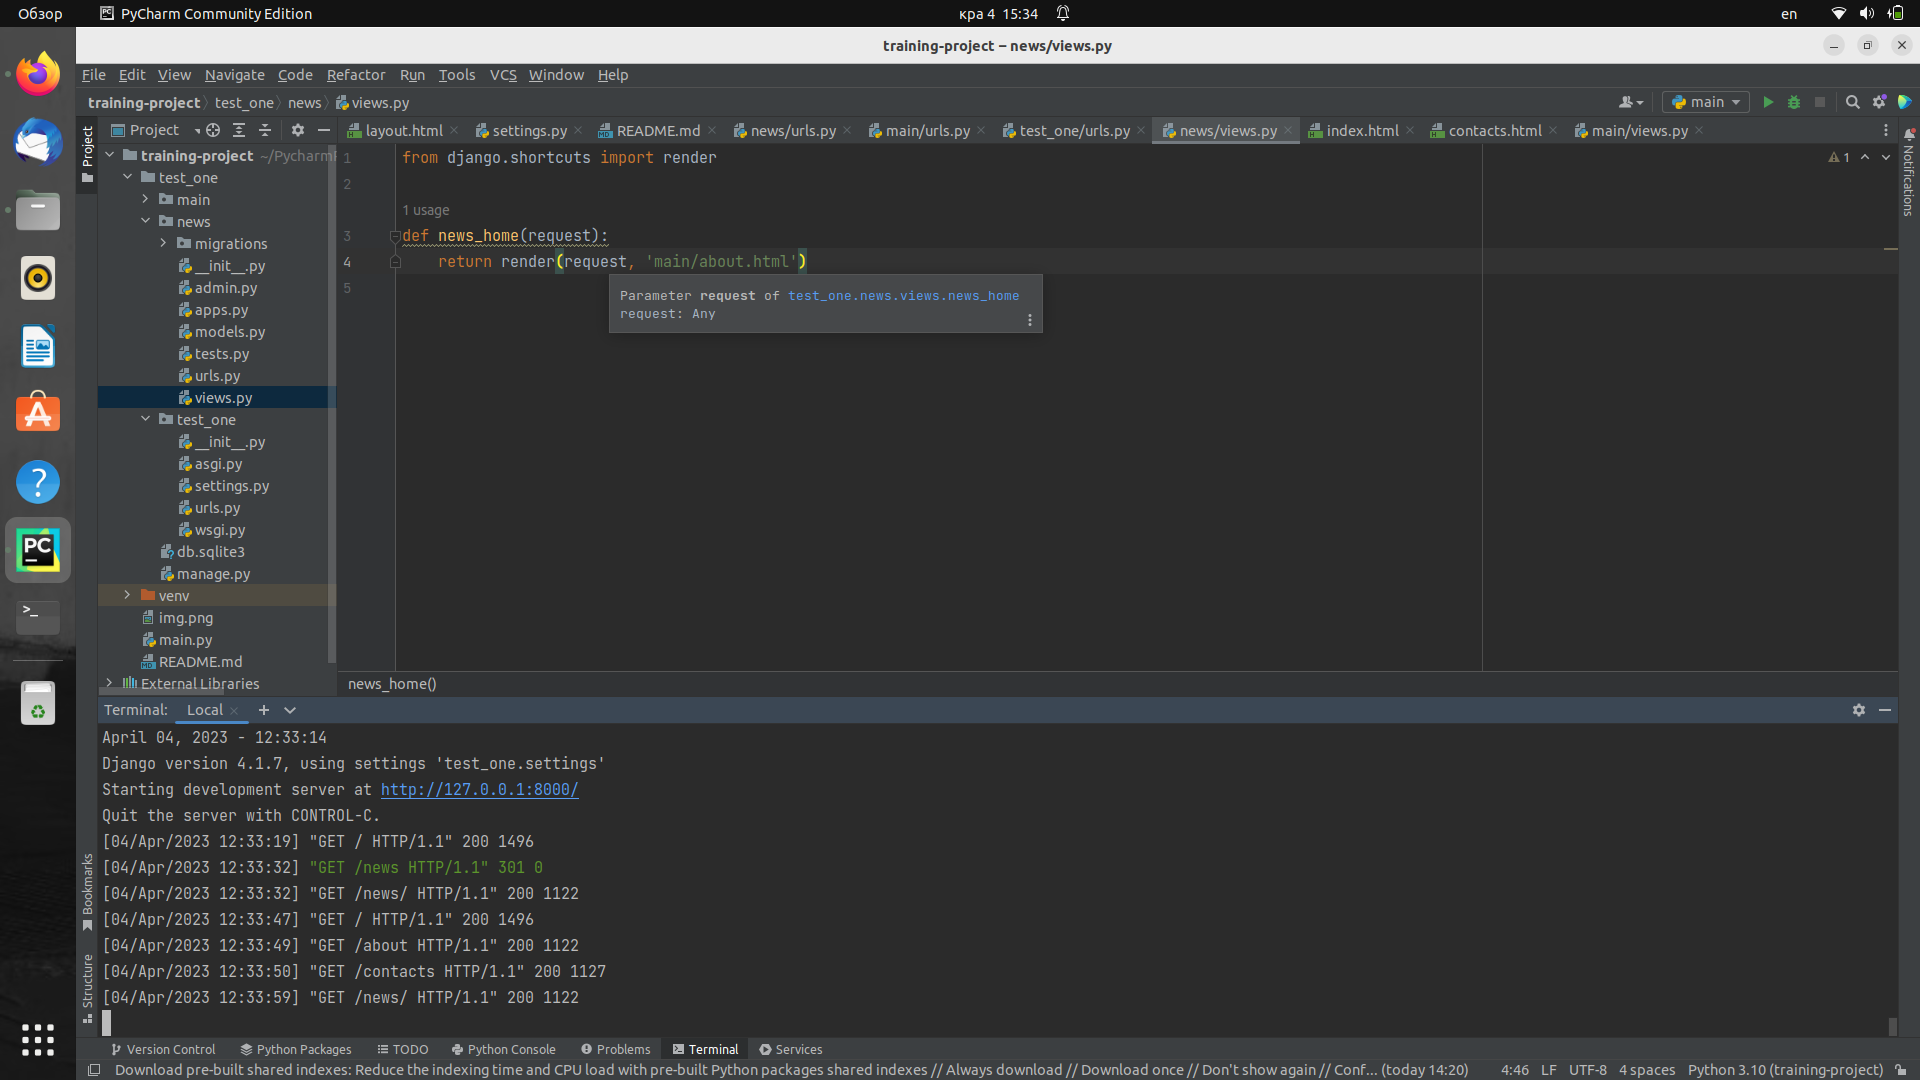 Обзор
PyCharm Community Edition
кра 4 15:34
en
training-project – news/views.py
File Edit View Navigate Code Refactor Run Tools VCS Window Help
training-project test_one news views.py
main
Project
layout.html settings.py README.md news/urls.py main/urls.py test_one/urls.py news/views.py index.html contacts.html main/views.py
Project
Notifications
training-project ~/Pycharm
test_one
main
news
migrations
__init__.py
admin.py
apps.py
models.py
tests.py
urls.py
views.py
test_one
__init__.py
asgi.py
settings.py
urls.py
wsgi.py
db.sqlite3
manage.py
venv
img.png
main.py
README.md
External Libraries
1 from django.shortcuts import render
1
2
1 usage
3 def news_home(request):
4 return render(request, 'main/about.html')
5
Parameter request of test_one.news.views.news_home
request: Any
news_home()
Terminal: Local
April 04, 2023 - 12:33:14
Django version 4.1.7, using settings 'test_one.settings'
Starting development server at http://127.0.0.1:8000/
Quit the server with CONTROL-C.
[04/Apr/2023 12:33:19] "GET / HTTP/1.1" 200 1496
[04/Apr/2023 12:33:32] "GET /news HTTP/1.1" 301 0
[04/Apr/2023 12:33:32] "GET /news/ HTTP/1.1" 200 1122
[04/Apr/2023 12:33:47] "GET / HTTP/1.1" 200 1496
[04/Apr/2023 12:33:49] "GET /about HTTP/1.1" 200 1122
[04/Apr/2023 12:33:50] "GET /contacts HTTP/1.1" 200 1127
[04/Apr/2023 12:33:59] "GET /news/ HTTP/1.1" 200 1122
Bookmarks
Structure
Version Control Python Packages TODO Python Console Problems Terminal Services
Download pre-built shared indexes: Reduce the indexing time and CPU load with pre-built Python packages shared indexes // Always download // Download once // Don't show again // Conf... (today 14:20) 4:46 LF UTF-8 4 spaces Python 3.10 (training-project)